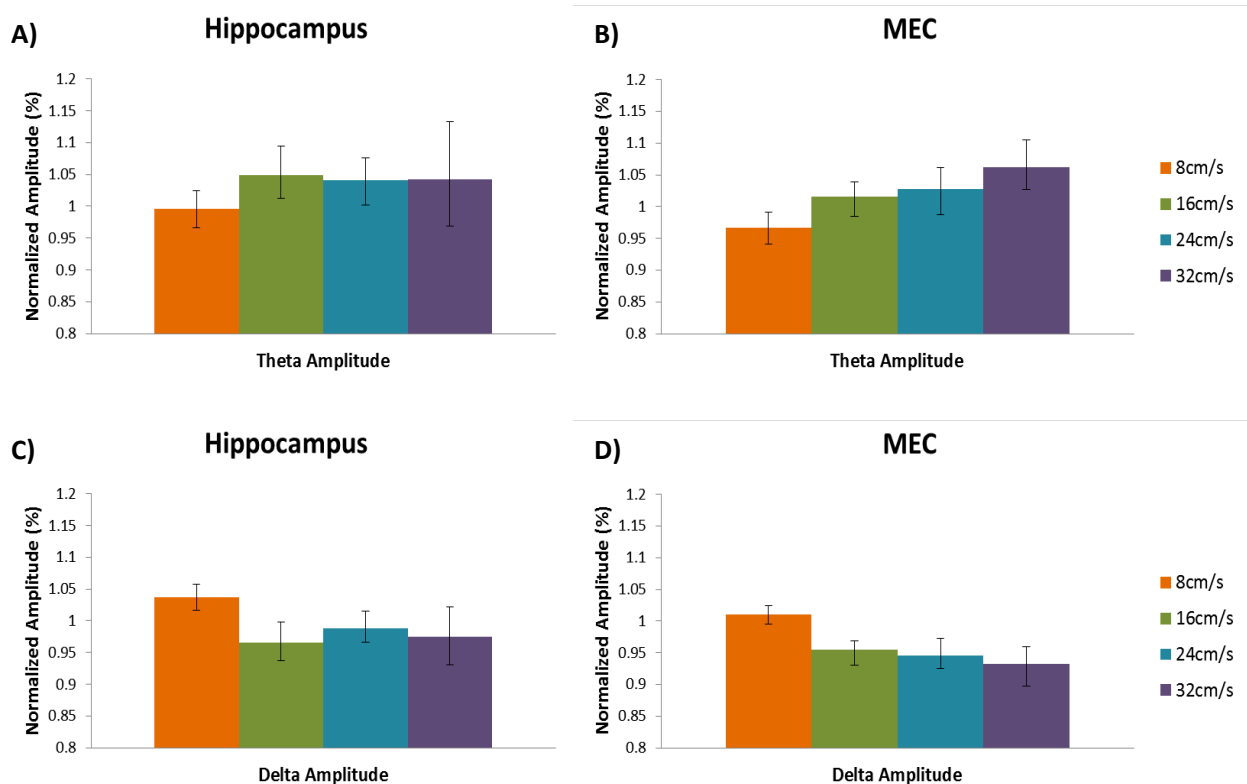 A)
Hippocampus
Normalized Amplitude (%)
1.2
1.15
1.1
1.05
1
0.95
0.9
0.85
0.8
Theta Amplitude
B)
MEC
Normalized Amplitude (%)
1.2
1.15
1.1
1.05
1
0.95
0.9
0.85
0.8
Theta Amplitude
8cm/s
16cm/s
24cm/s
32cm/s
C)
Hippocampus
Normalized Amplitude (%)
1.2
1.15
1.1
1.05
1
0.95
0.9
0.85
0.8
Delta Amplitude
D)
MEC
Normalized Amplitude (%)
1.2
1.15
1.1
1.05
1
0.95
0.9
0.85
0.8
Delta Amplitude
8cm/s
16cm/s
24cm/s
32cm/s